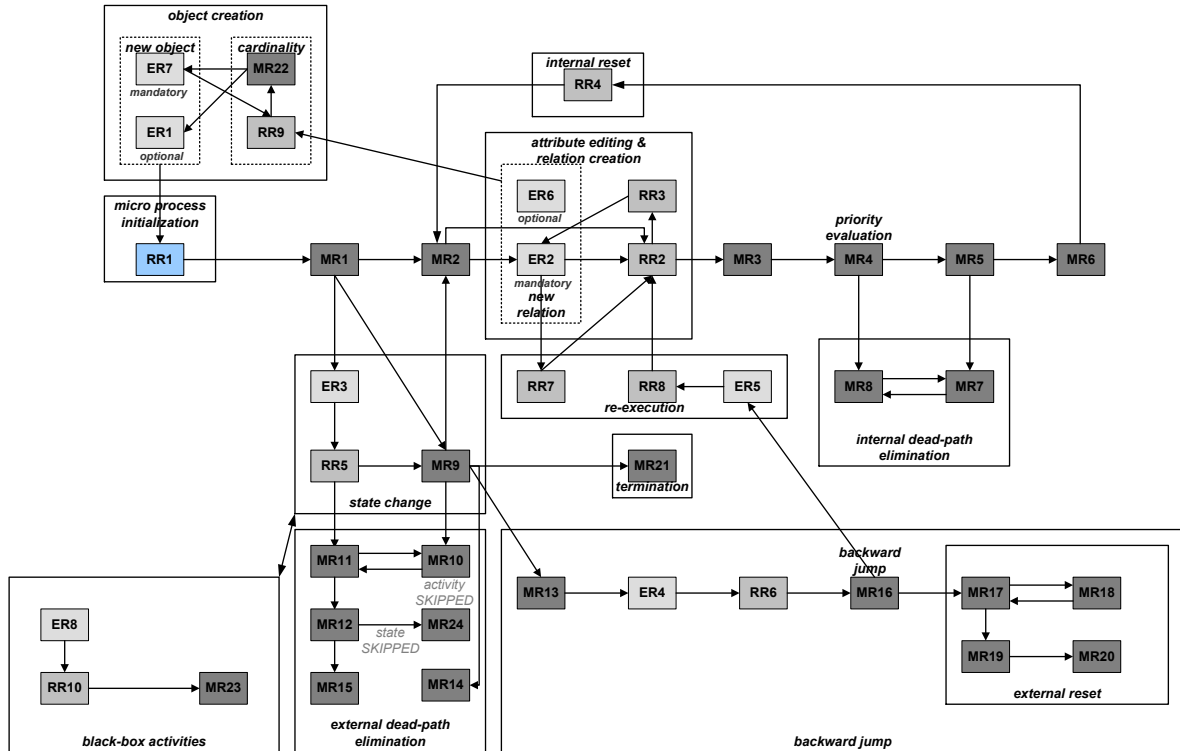 object creation
new object
cardinality
ER7
MR22
mandatory
ER1
RR9
optional
internal reset
RR4
attribute editing &
relation creation
ER6
RR3
optional
micro process
initialization
priority
evaluation
RR1
MR1
MR2
ER2
RR2
MR3
MR4
MR5
MR6
mandatory
new
relation
ER3
RR7
RR8
ER5
re-execution
MR8
MR7
internal dead-path
elimination
RR5
MR9
state change
MR21
termination
MR11
MR10
activity
SKIPPED
MR12
MR24
state
SKIPPED
MR15
MR14
external dead-path
elimination
backward
jump
MR13
ER4
RR6
MR16
MR17
MR18
MR19
MR20
external reset
backward jump
ER8
RR10
MR23
black-box activities